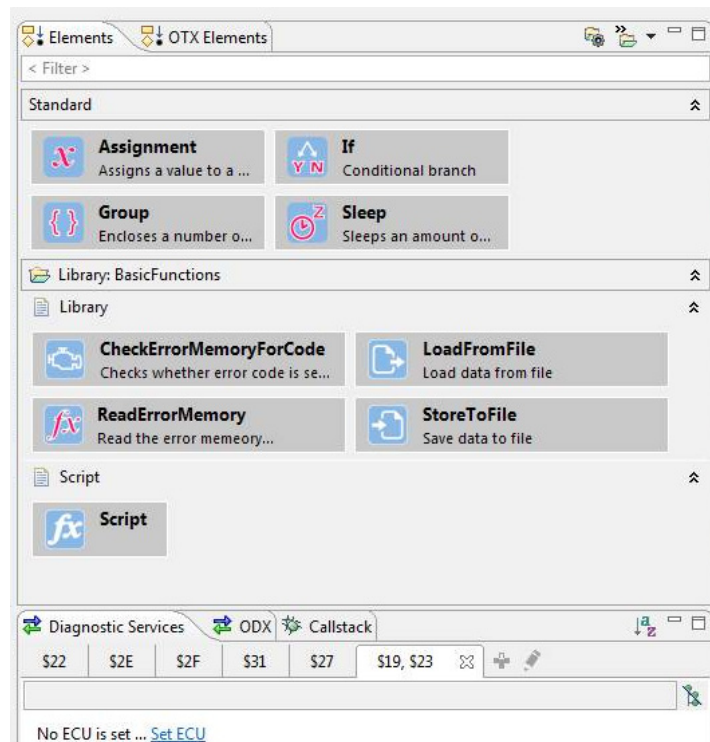 Elements OTX Elements
< Filter >
Standard
Assignment If
Assigns a value to a ... Conditional branch
Y N
Group Sleep
Encloses a number o... Sleeps an amount o...
Library: BasicFunctions
Library
CheckErrorMemoryForCode LoadFromFile
Checks whether error code is se... Load data from file
ReadErrorMemory StoreToFile
Read the error memeory... Save data to file
Script
fx Script
Diagnostic Services ODX Callstack
$22 $2E $2F $31 $27 $19, $23
No ECU is set ... Set ECU